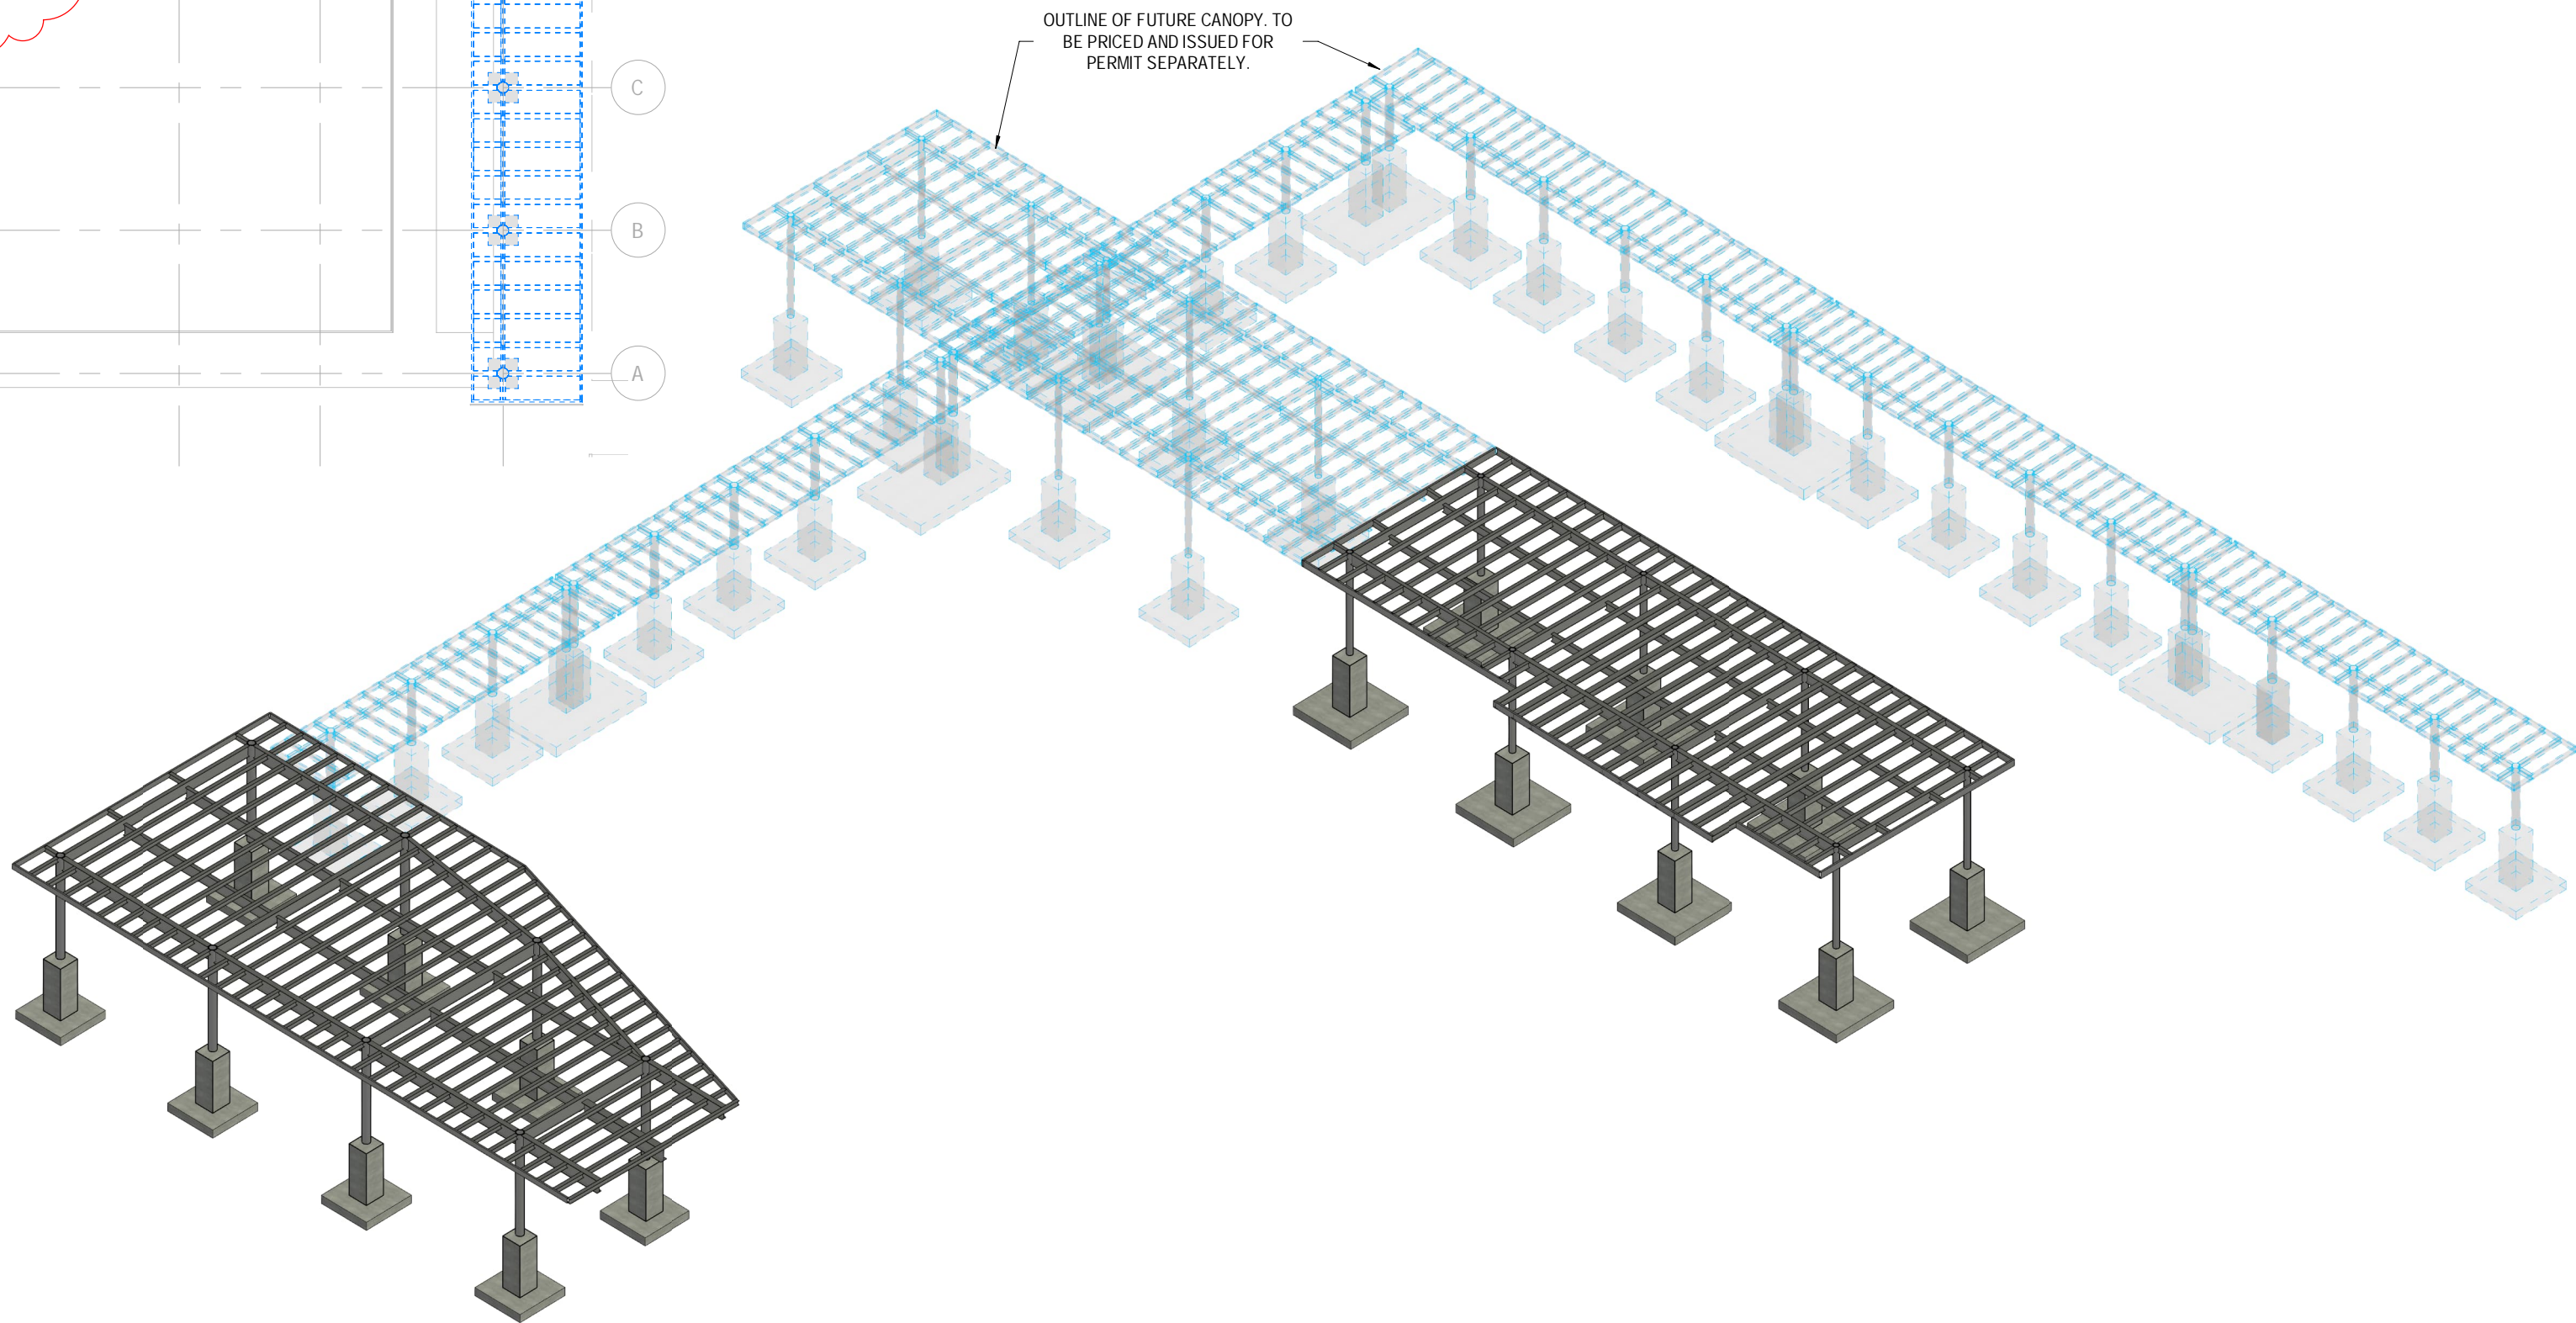 OUTLINE OF FUTURE CANOPY. TO
BE PRICED AND ISSUED FOR
PERMIT SEPARATELY.
C
B
A